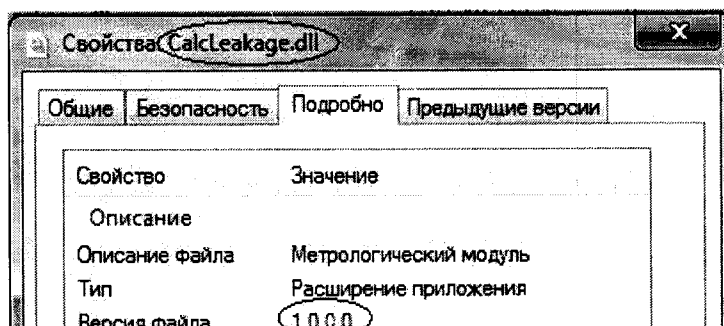 Свойства: CalcLeakage.dll
x
Общие Безопасность Подробно Предыдущие версии
Свойство Значение
Описание
Описание файла Метрологический модуль
Тип Расширение приложения
Версия файла 1.0.0.0